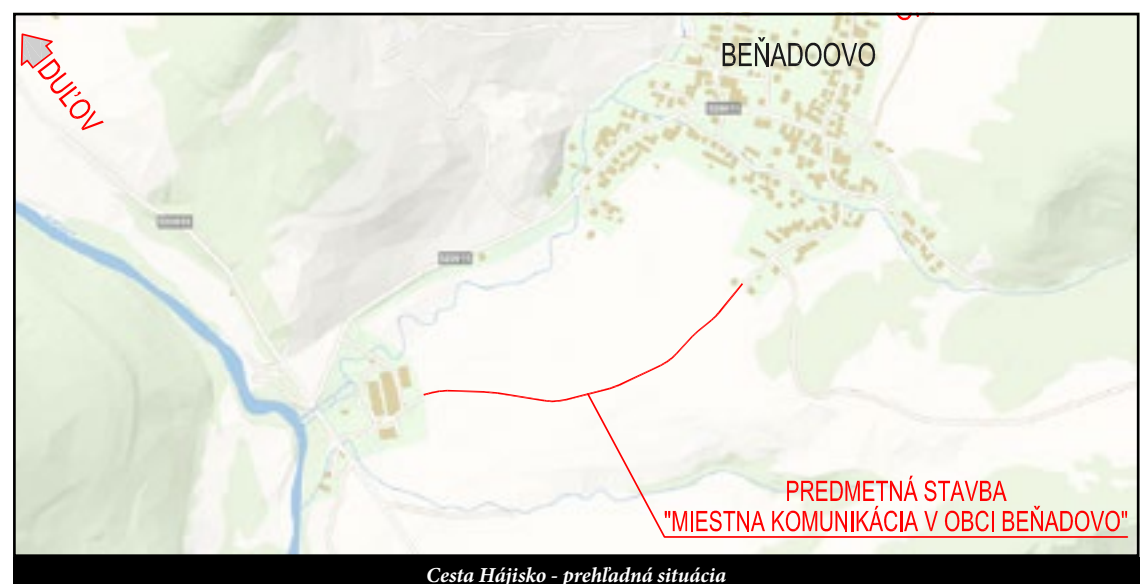 BEŇADOOVO
DUĽOV
PREDMETNÁ STAVBA
"MIESTNA KOMUNIKÁCIA V OBCI BEŇADOVO"
Cesta Hájisko - prehľadná situácia